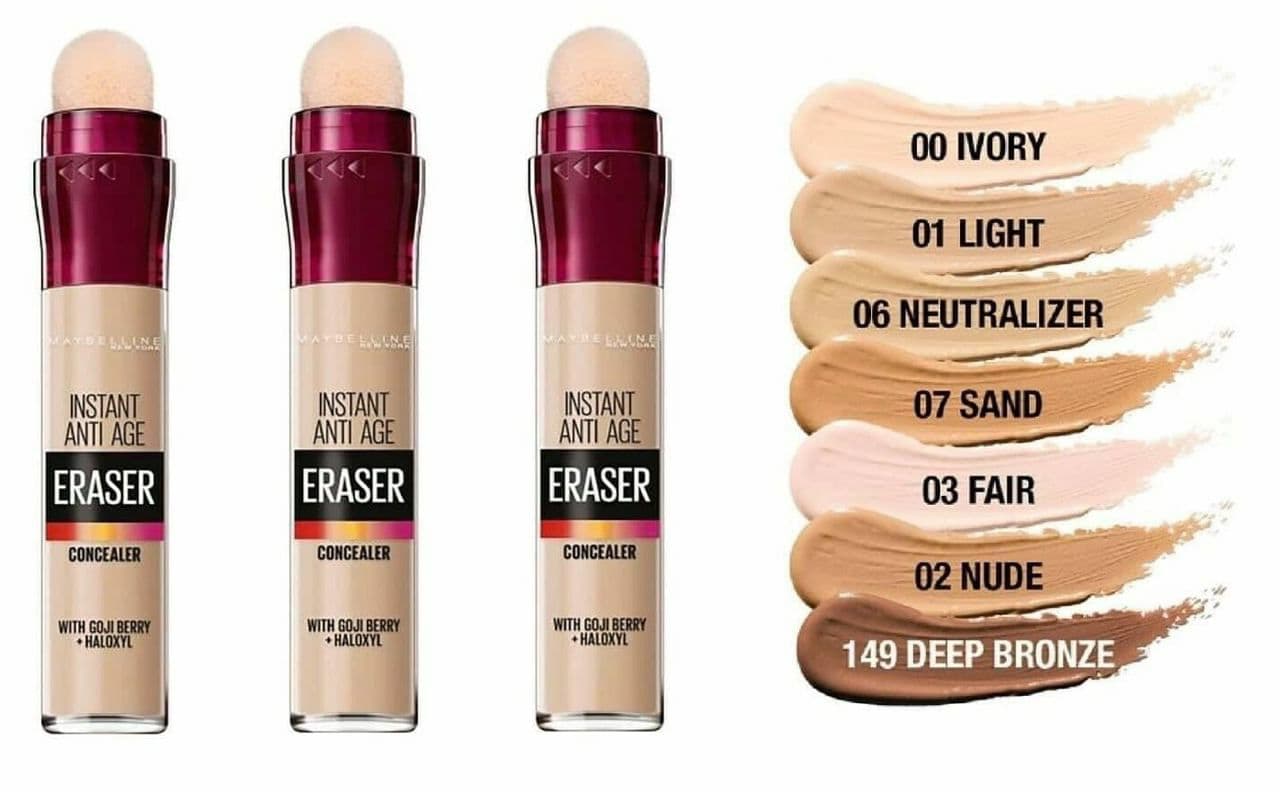 MAYBELLINE
NEW YORK
INSTANT
ANTI AGE
ERASER
CONCEALER
WITH GOJI BERRY
+ HALOXYL
MAYBELLINE
NEW YORK
INSTANT
ANTI AGE
ERASER
CONCEALER
WITH GOJI BERRY
+ HALOXYL
MAYBELLINE
NEW YORK
INSTANT
ANTI AGE
ERASER
CONCEALER
WITH GOJI BERRY
+ HALOXYL
00 IVORY
01 LIGHT
06 NEUTRALIZER
07 SAND
03 FAIR
02 NUDE
149 DEEP BRONZE